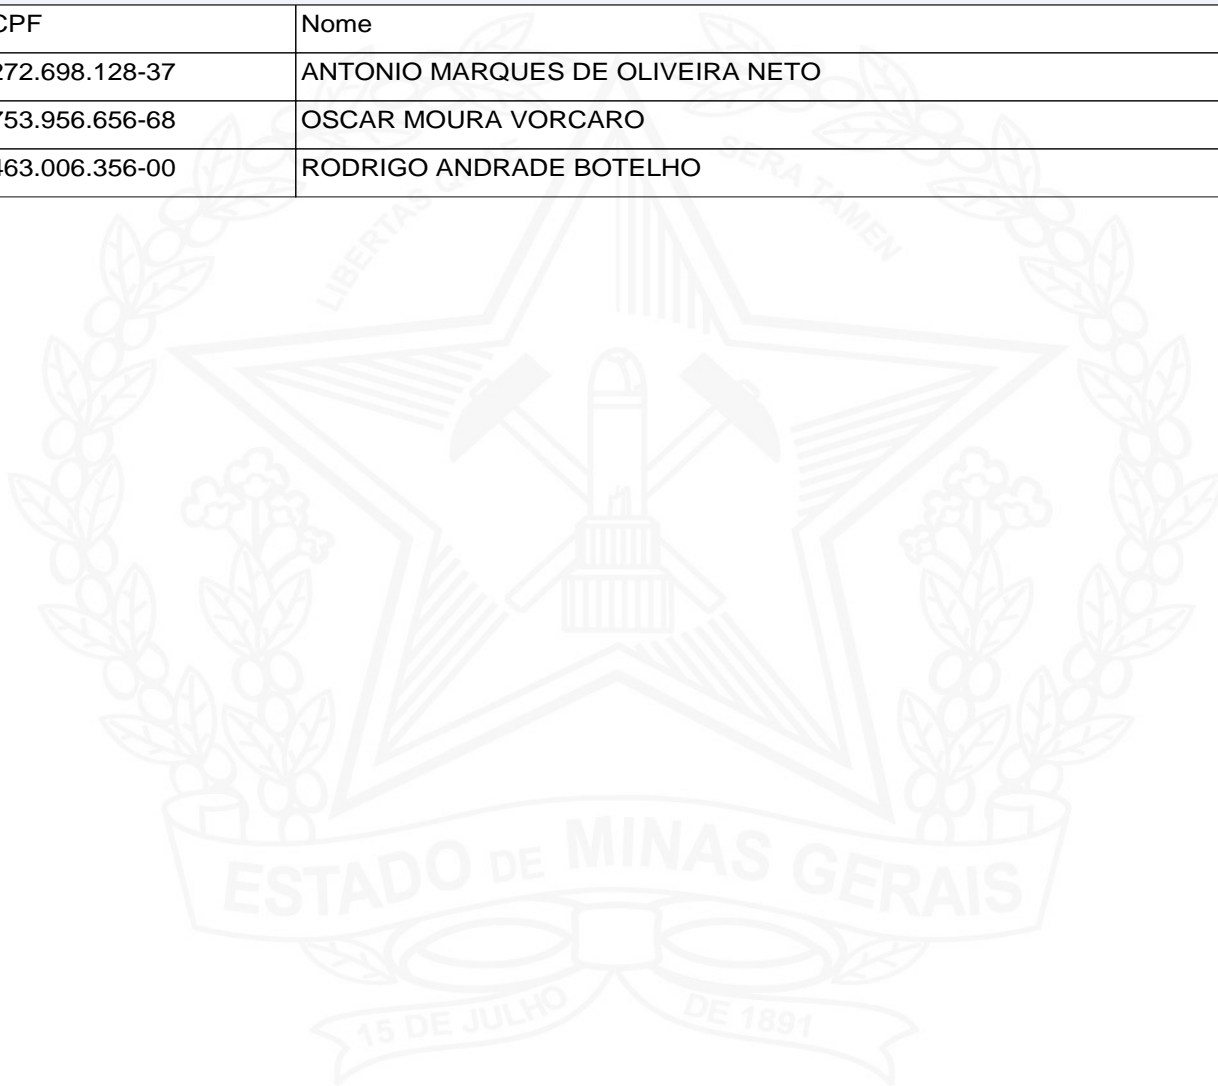 CPF Nome
272.698.128-37 ANTONIO MARQUES DE OLIVEIRA NETO
753.956.656-68 OSCAR MOURA VORCARO
463.006.356-00 RODRIGO ANDRADE BOTELHO
LIBERTAS QUE SERA TAMEN
ESTADO DE MINAS GERAIS
15 DE JULHO DE 1891